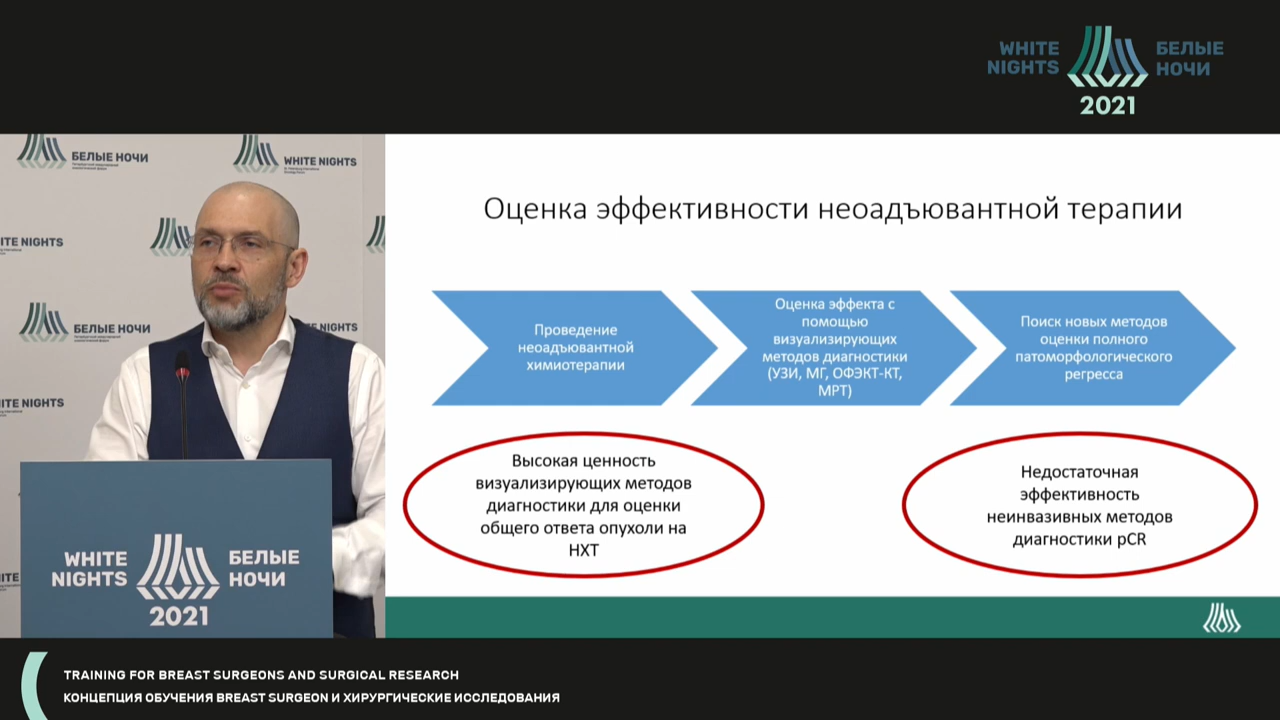 WHITE
NIGHTS
БЕЛЫЕ
НОЧИ
2021
БЕЛЫЕ НОЧИ
WHITE NIGHTS
ITE NIGHTS
БЕЛЫЕ НОЧИ
NIGHTS
ITE NIGHTS
ITE
WHITE
NIGHTS
БЕЛЫЕ
НОЧИ
2021
Оценка эффективности неоадъювантной терапии
Проведение
неоадъювантной
химиотерапии
Оценка эффекта с
помощью
визуализирующих
методов диагностики
(УЗИ, МГ, ОФЭКТ-КТ,
МРТ)
Поиск новых методов
оценки полного
патоморфологического
регресса
Высокая ценность
визуализирующих методов
диагностики для оценки
общего ответа опухоли на
НХТ
Недостаточная
эффективность
неинвазивных методов
диагностики pCR
TRAINING FOR BREAST SURGEONS AND SURGICAL RESEARCH
КОНЦЕПЦИЯ ОБУЧЕНИЯ BREAST SURGEON И ХИРУРГИЧЕСКИЕ ИССЛЕДОВАНИЯ